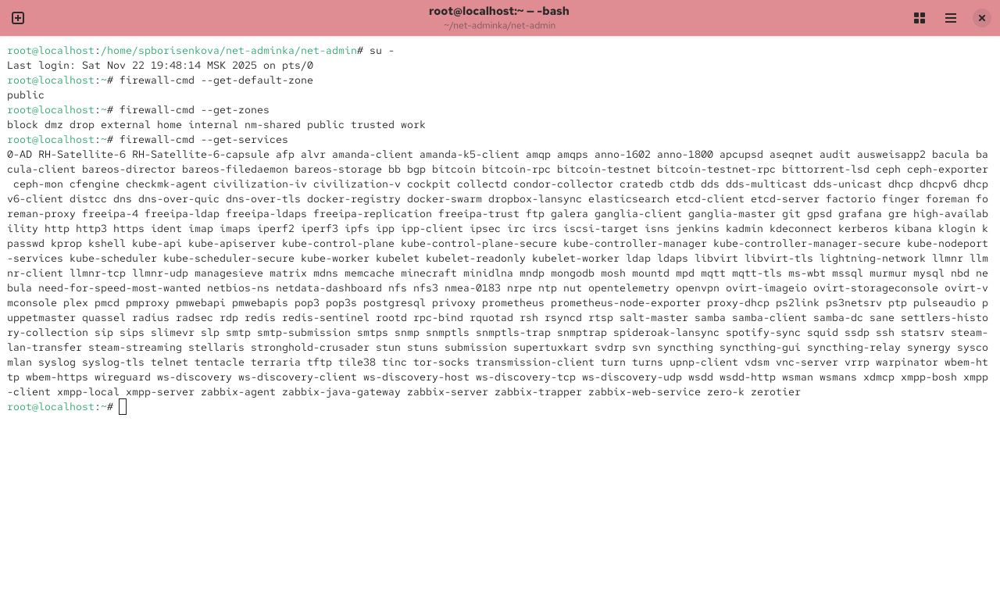 root@localhost:~ — -bash
~/net-adminka/net-admin
root@localhost:/home/spborisenkova/net-adminka/net-admin# su -
Last login: Sat Nov 22 19:48:14 MSK 2025 on pts/0
root@localhost:~# firewall-cmd --get-default-zone
public
root@localhost:~# firewall-cmd --get-zones
block dmz drop external home internal nm-shared public trusted work
root@localhost:~# firewall-cmd --get-services
0-AD RH-Satellite-6 RH-Satellite-6-capsule afp alvr amanda-client amanda-k5-client amqp amqps anno-1602 anno-1800 apcupsd aseqnet audit ausweisapp2 bacula ba
cula-client bareos-director bareos-filedaemon bareos-storage bb bgp bitcoin bitcoin-rpc bitcoin-testnet bitcoin-testnet-rpc bittorrent-lsd ceph ceph-exporter
 ceph-mon cfengine checkmk-agent civilization-iv civilization-v cockpit collectd condor-collector cratedb ctdb dds dds-multicast dds-unicast dhcp dhcpv6 dhcp
v6-client distcc dns dns-over-quic dns-over-tls docker-registry docker-swarm dropbox-lansync elasticsearch etcd-client etcd-server factorio finger foreman fo
reman-proxy freeipa-4 freeipa-ldap freeipa-ldaps freeipa-replication freeipa-trust ftp galera ganglia-client ganglia-master git gpsd grafana gre high-availab
ility http http3 https ident imap imaps iperf2 iperf3 ipfs ipp ipp-client ipsec irc ircs iscsi-target isns jenkins kadmin kdeconnect kerberos kibana klogin k
passwd kprop kshell kube-api kube-apiserver kube-control-plane kube-control-plane-secure kube-controller-manager kube-controller-manager-secure kube-nodeport
-services kube-scheduler kube-scheduler-secure kube-worker kubelet kubelet-readonly kubelet-worker ldap ldaps libvirt libvirt-tls lightning-network llmnr llm
nr-client llmnr-tcp llmnr-udp managesieve matrix mdns memcache minecraft minidlna mndp mongodb mosh mountd mpd mqtt mqtt-tls ms-wbt mssql murmur mysql nbd ne
bula need-for-speed-most-wanted netbios-ns netdata-dashboard nfs nfs3 nmea-0183 nrpe ntp nut opentelemetry openvpn ovirt-imageio ovirt-storageconsole ovirt-v
mconsole plex pmcd pmproxy pmwebapi pmwebapis pop3 pop3s postgresql privoxy prometheus prometheus-node-exporter proxy-dhcp ps2link ps3netsrv ptp pulseaudio p
uppetmaster quassel radius radsec rdp redis redis-sentinel rootd rpc-bind rquotad rsh rsyncd rtsp salt-master samba samba-client samba-dc sane settlers-histo
ry-collection sip sips slimevr slp smtp smtp-submission smtps snmp snmptls snmptls-trap snmptrap spideroak-lansync spotify-sync squid ssdp ssh statsrv steam-
lan-transfer steam-streaming stellaris stronghold-crusader stun stuns submission supertuxkart svdrp svn syncthing syncthing-gui syncthing-relay synergy sysco
mlan syslog syslog-tls telnet tentacle terraria tftp tile38 tinc tor-socks transmission-client turn turns upnp-client vdsm vnc-server vrrp warpinator wbem-ht
tp wbem-https wireguard ws-discovery ws-discovery-client ws-discovery-host ws-discovery-tcp ws-discovery-udp wsdd wsdd-http wsman wsmans xdmcp xmpp-bosh xmpp
-client xmpp-local xmpp-server zabbix-agent zabbix-java-gateway zabbix-server zabbix-trapper zabbix-web-service zero-k zerotier
root@localhost:~#